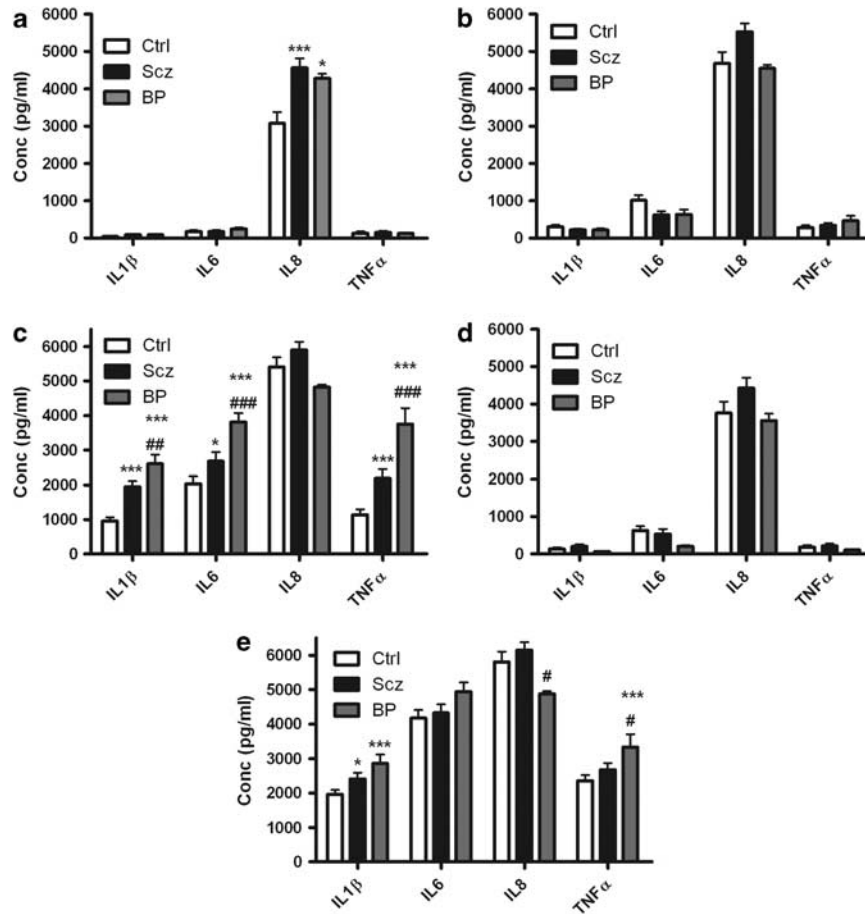 a
Conc (pg/ml)
6000
5000
4000
3000
2000
1000
0
Ctrl
Scz
BP
***
*
IL1β
IL6
IL8
TNFα
b
Conc (pg/ml)
6000
5000
4000
3000
2000
1000
0
Ctrl
Scz
BP
IL1β
IL6
IL8
TNFα
c
Conc (pg/ml)
6000
5000
4000
3000
2000
1000
0
Ctrl
Scz
BP
***
***
##
*
***
###
***
***
###
IL1β
IL6
IL8
TNFα
d
Conc (pg/ml)
6000
5000
4000
3000
2000
1000
0
Ctrl
Scz
BP
IL1β
IL6
IL8
TNFα
e
Conc (pg/ml)
6000
5000
4000
3000
2000
1000
0
Ctrl
Scz
BP
*
***
#
***
#
IL1β
IL6
IL8
TNFα